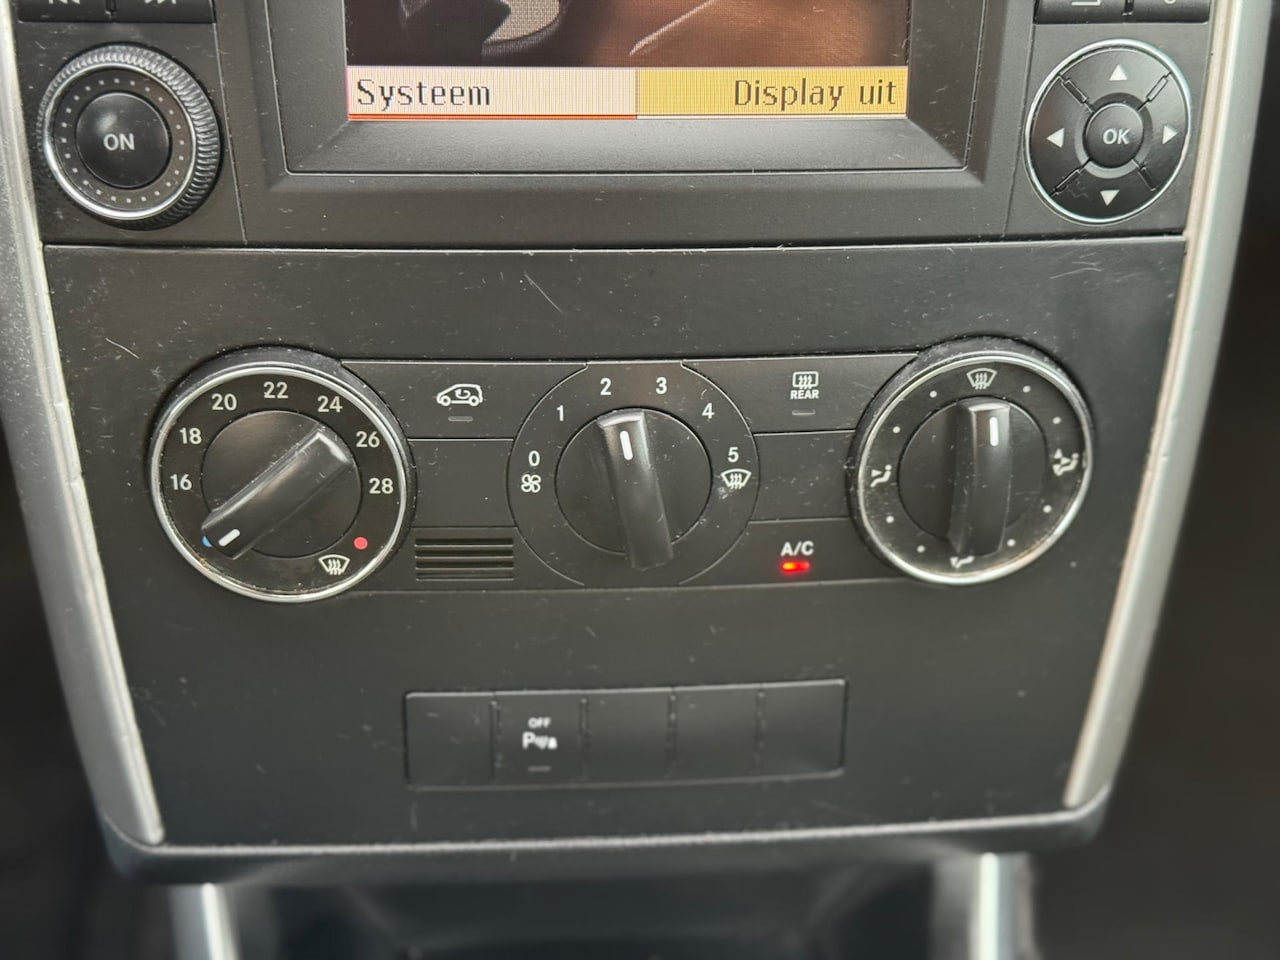 Systeem Display uit
ON
OK
16 18 20 22 24 26 28
0 1 2 3 4 5
REAR
A/C
OFF